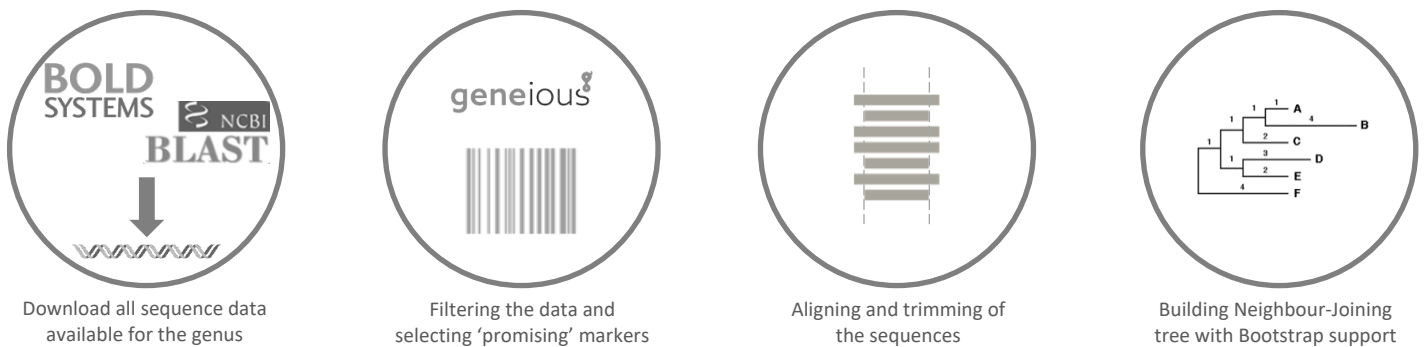 BOLD
SYSTEMS
NCBI
BLAST
Download all sequence data
available for the genus
geneious
Filtering the data and
selecting ‘promising’ markers
Aligning and trimming of
the sequences
1 1 A
4 B
1 2 C
3 D
1 2 E
4 F
Building Neighbour-Joining
tree with Bootstrap support